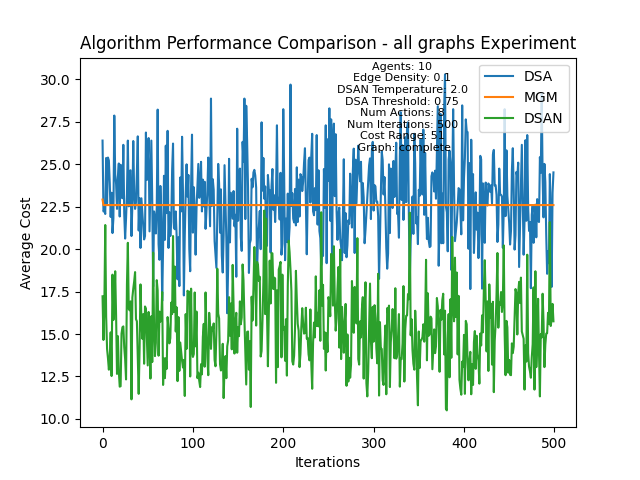 Algorithm Performance Comparison - all graphs Experiment
Agents: 10
Edge Density: 0.1
DSAN Temperature: 2.0
DSA Threshold: 0.75
Num Actions: 8
Num Iterations: 500
Cost Range: 51
Graph: complete
DSA
MGM
DSAN
Average Cost
30.0
27.5
25.0
22.5
20.0
17.5
15.0
12.5
10.0
0 100 200 300 400 500
Iterations